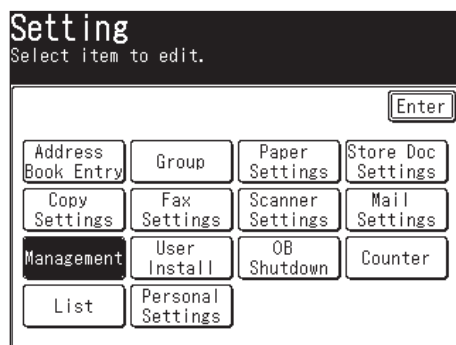 Setting
Select item to edit.
Enter
Address Book Entry
Group
Paper Settings
Store Doc Settings
Copy Settings
Fax Settings
Scanner Settings
Mail Settings
Management
User Install
OB Shutdown
Counter
List
Personal Settings